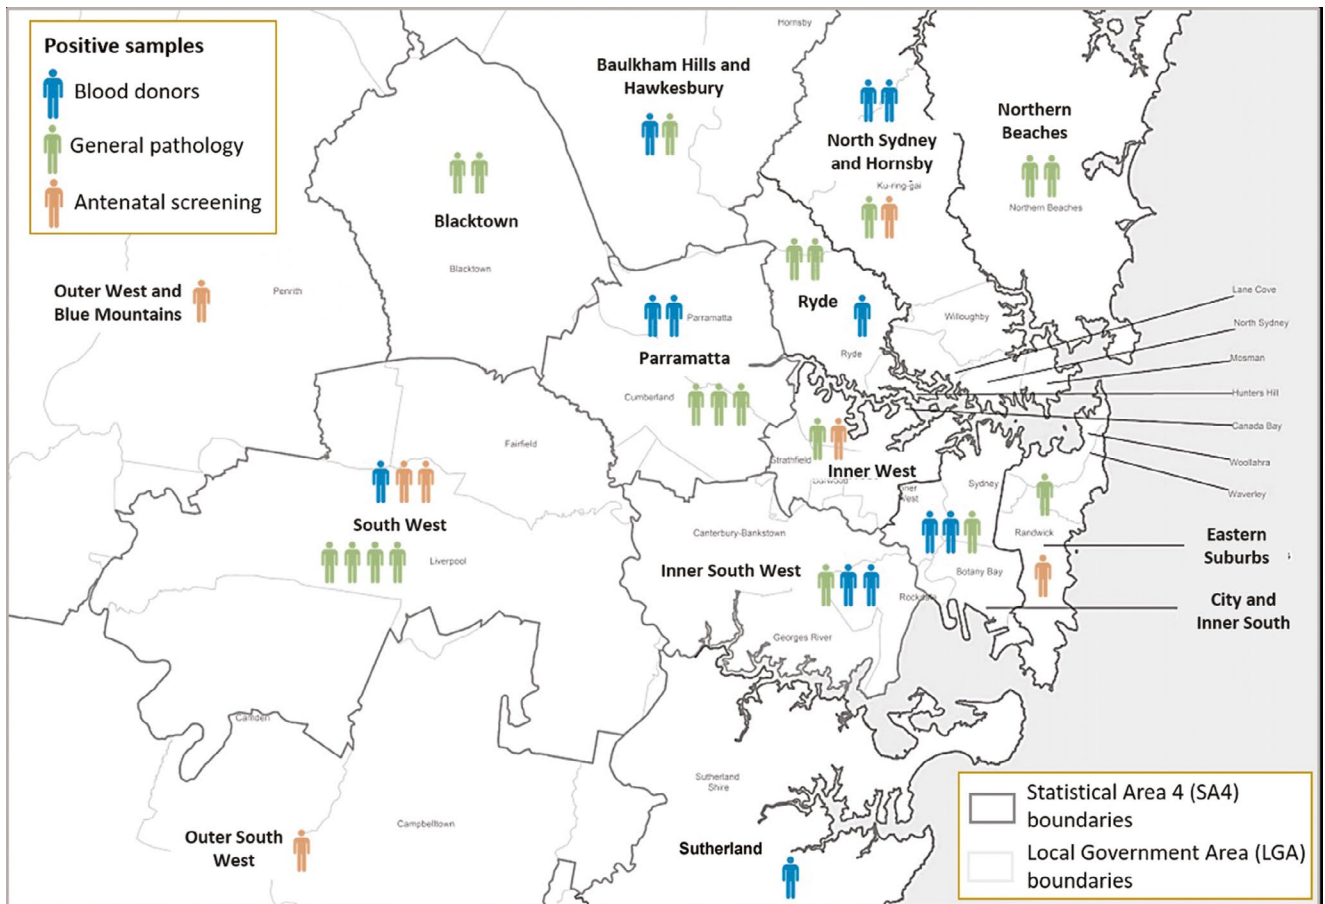 Positive samples
Blood donors
General pathology
Antenatal screening
Hornsby
Baulkham Hills and
Hawkesbury
Northern
Beaches
North Sydney
and Hornsby
Ku-ring-gai
Northern Beaches
Blacktown
Blacktown
Outer West and
Blue Mountains
Penrith
Ryde
Ryde
Parramatta
Parramatta
Cumberland
Willoughby
Lane Cove
North Sydney
Mosman
Hunters Hill
Canada Bay
Woollahra
Waverley
Fairfield
South West
Liverpool
Strathfield
Inner West
Sydney
Randwick
Eastern
Suburbs
Canterbury-Bankstown
Inner South West
Botany Bay
City and
Inner South
Georges River
Camden
Sutherland
Shire
Campbelltown
Outer South
West
Sutherland
Statistical Area 4 (SA4)
boundaries
Local Government Area (LGA)
boundaries